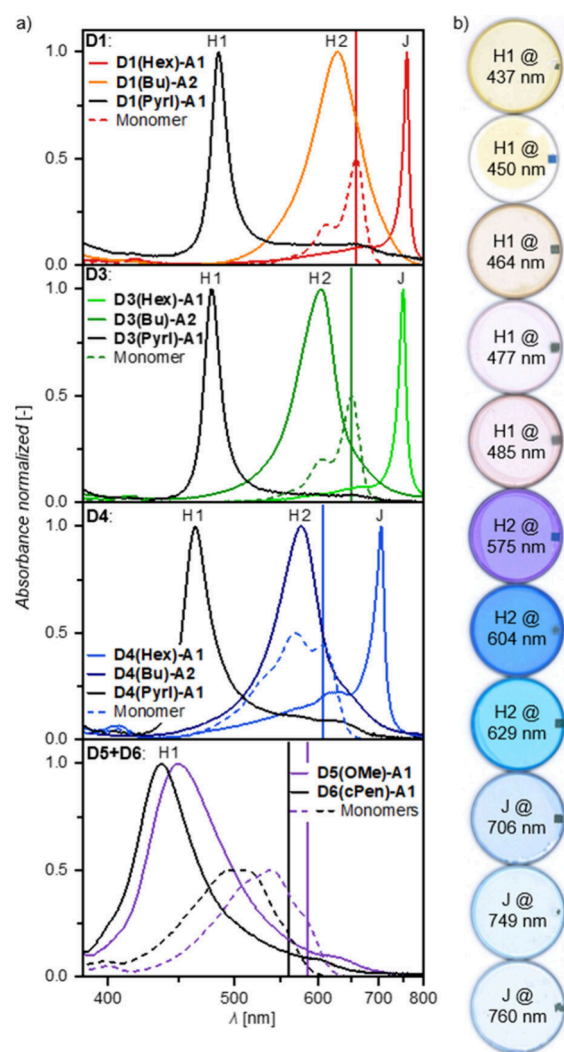 a)
D1:
H1
H2
J
D1(Hex)-A1
D1(Bu)-A2
D1(Pyrl)-A1
Monomer
1.0
0.5
0.0
D3:
H1
H2
J
D3(Hex)-A1
D3(Bu)-A2
D3(Pyrl)-A1
Monomer
1.0
0.5
0.0
D4:
H1
H2
J
D4(Hex)-A1
D4(Bu)-A2
D4(Pyrl)-A1
Monomer
1.0
0.5
0.0
D5+D6:
H1
D5(OMe)-A1
D6(cPen)-A1
Monomers
1.0
0.5
0.0
400 500 600 700 800
λ [nm]
Absorbance normalized [-]
b)
H1 @
437 nm
H1 @
450 nm
H1 @
464 nm
H1 @
477 nm
H1 @
485 nm
H2 @
575 nm
H2 @
604 nm
H2 @
629 nm
J @
706 nm
J @
749 nm
J @
760 nm